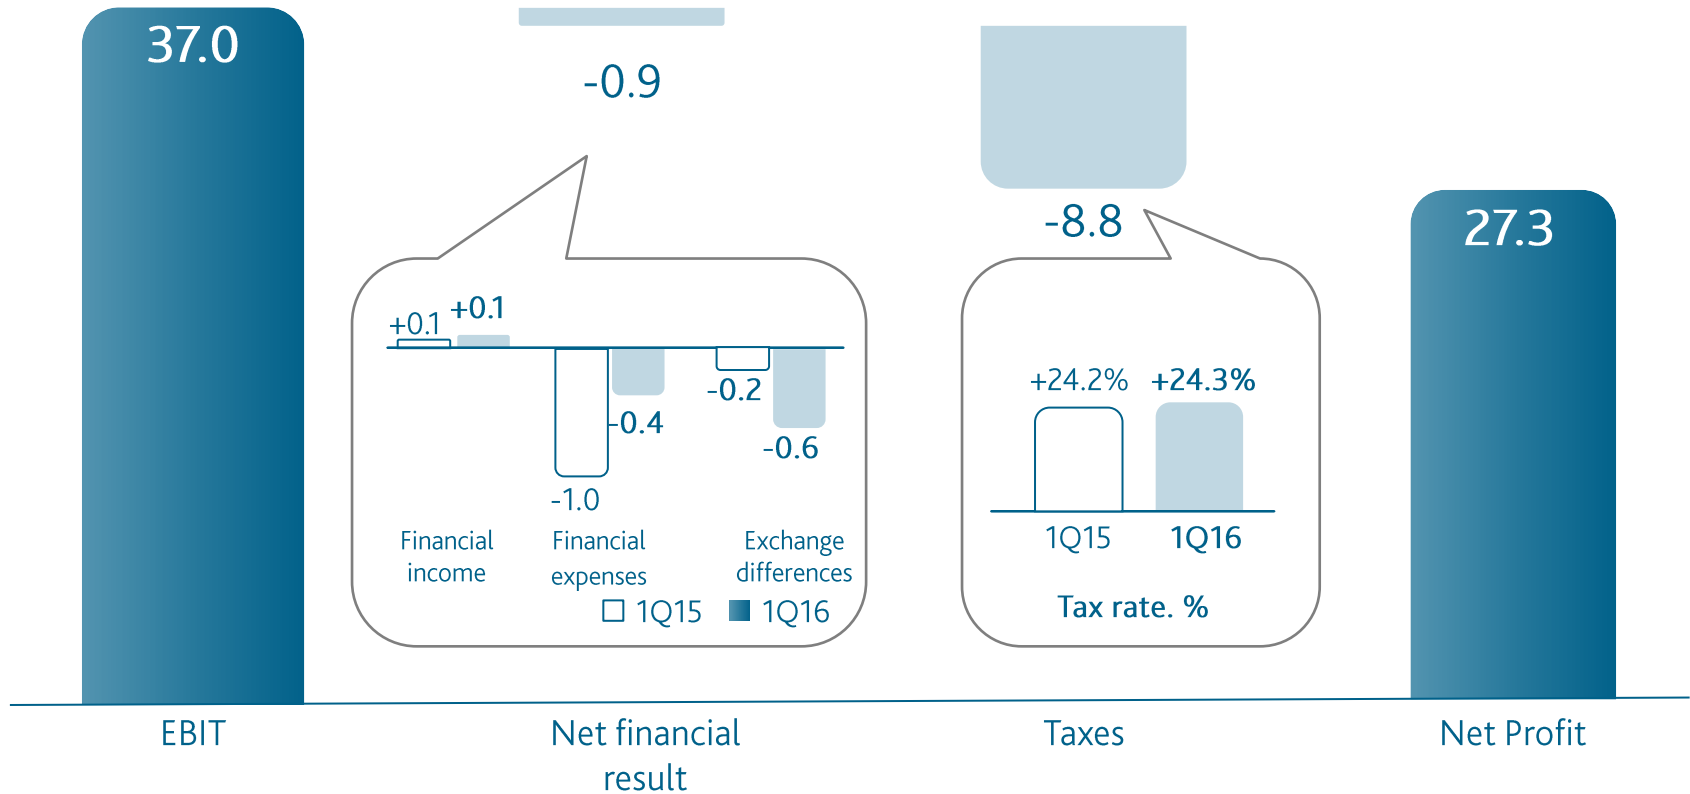 37.0
-0.9
-8.8
27.3
+0.1 +0.1
-1.0
-0.4
-0.2
-0.6
Financial
income
Financial
expenses
Exchange
differences
1Q15 1Q16
+24.2% +24.3%
1Q15 1Q16
Tax rate. %
EBIT
Net financial
result
Taxes
Net Profit